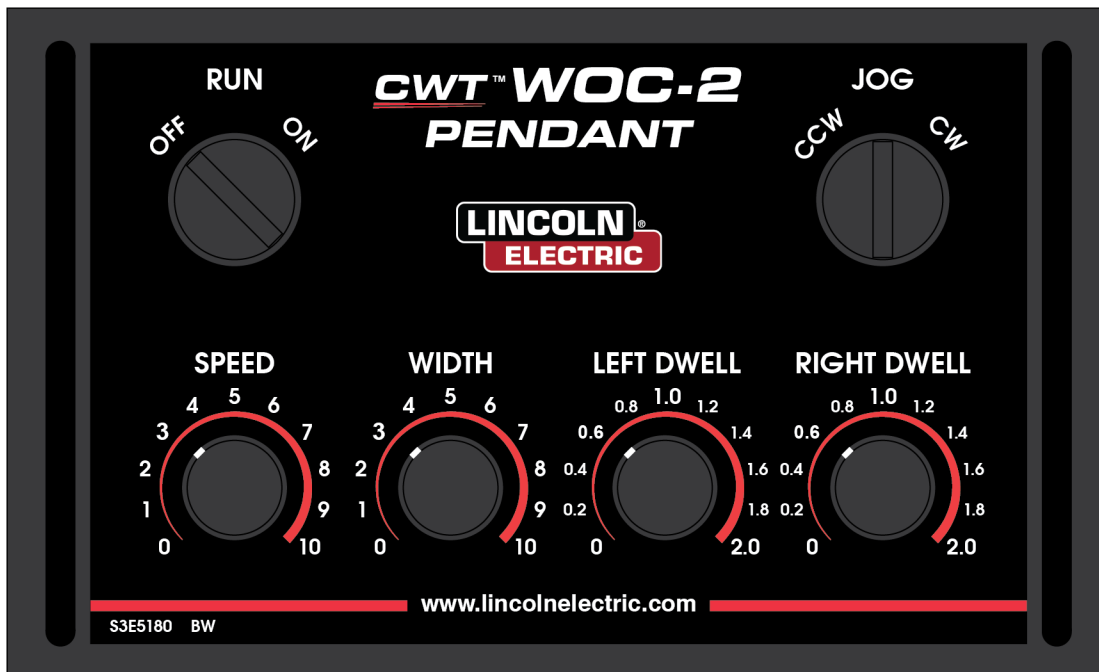 RUN
OFF
ON
CWT™ WOC-2
PENDANT
JOG
CCW
CW
LINCOLN®
ELECTRIC
SPEED
0 1 2 3 4 5 6 7 8 9 10
WIDTH
0 1 2 3 4 5 6 7 8 9 10
LEFT DWELL
0 0.2 0.4 0.6 0.8 1.0 1.2 1.4 1.6 1.8 2.0
RIGHT DWELL
0 0.2 0.4 0.6 0.8 1.0 1.2 1.4 1.6 1.8 2.0
www.lincolnelectric.com
S3E5180 BW